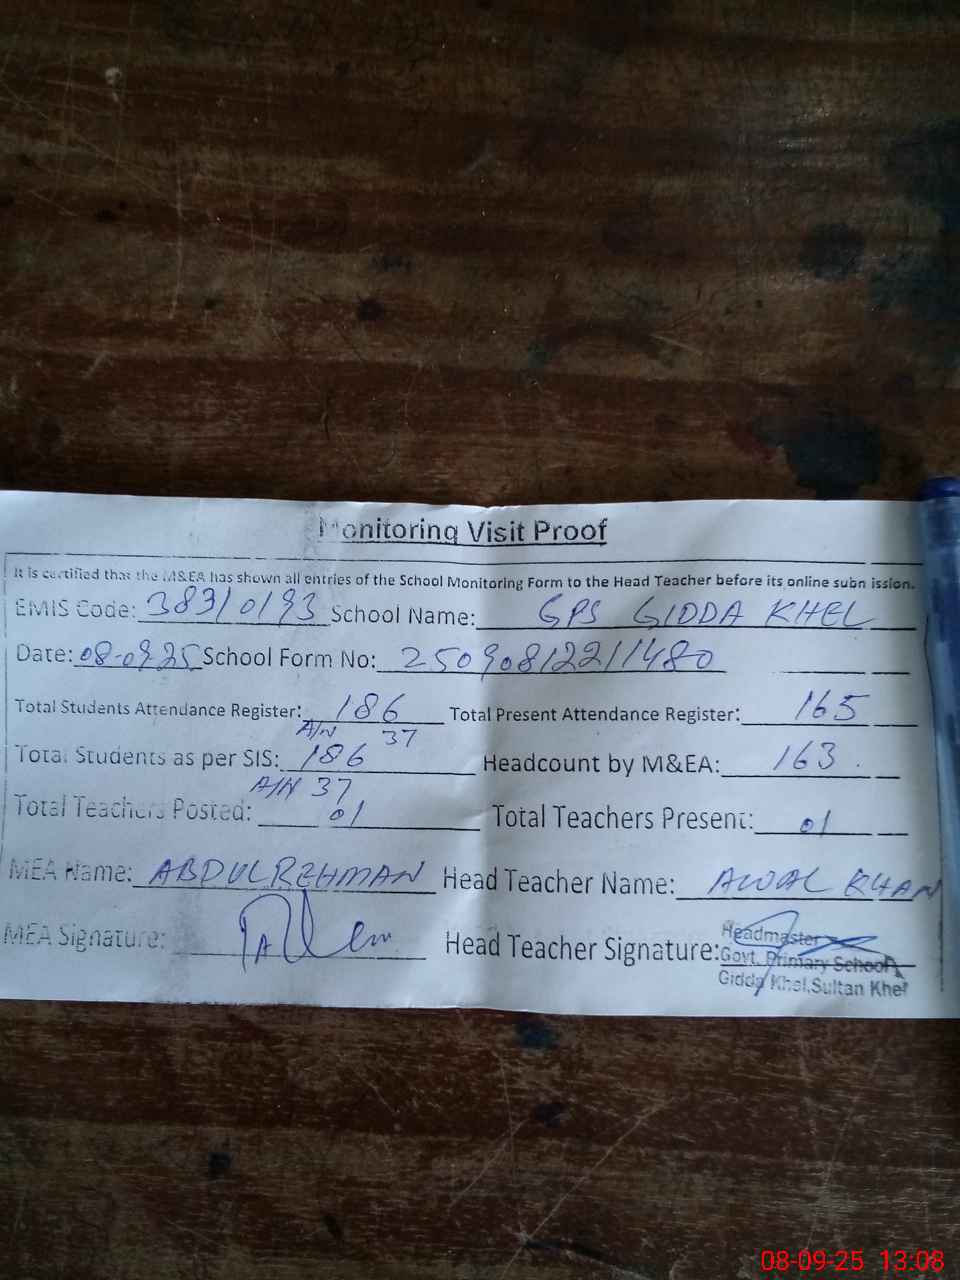 Monitoring Visit Proof
It is certified that the M&EA has shown all entries of the School Monitoring Form to the Head Teacher before its online submission.
EMIS Code: 38310193 School Name: GPS GIDDA KHEL
Date: 08-09-25 School Form No: 25090812211480
Total Students Attendance Register: 186 Total Present Attendance Register: 165
A/N 37
Total Students as per SIS: 186 Headcount by M&EA: 163
A/N 37
Total Teachers Posted: 01 Total Teachers Present: 01
MEA Name: ABDUL REHMAN Head Teacher Name: AWAL KHAN
MEA Signature: Head Teacher Signature:
Headmaster
Govt. Primary School
Gidda Khel, Sultan Khel
08-09-25 13:08